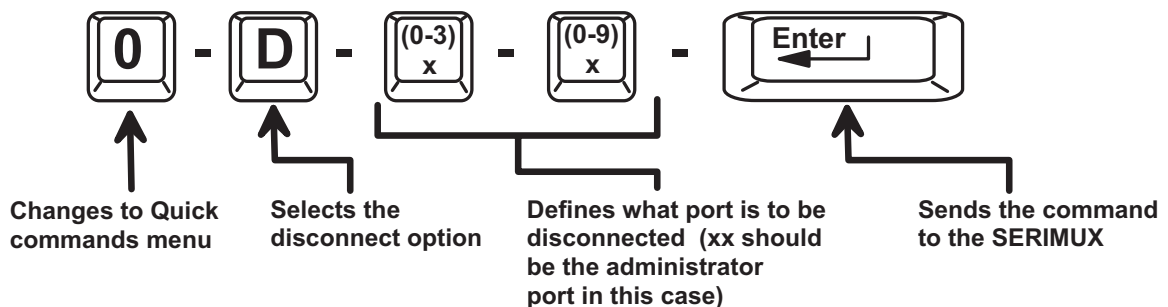 0 - D - (0-3) x - (0-9) x - Enter
Changes to Quick
commands menu
Selects the
disconnect option
Defines what port is to be
disconnected (xx should
be the administrator
port in this case)
Sends the command
to the SERIMUX